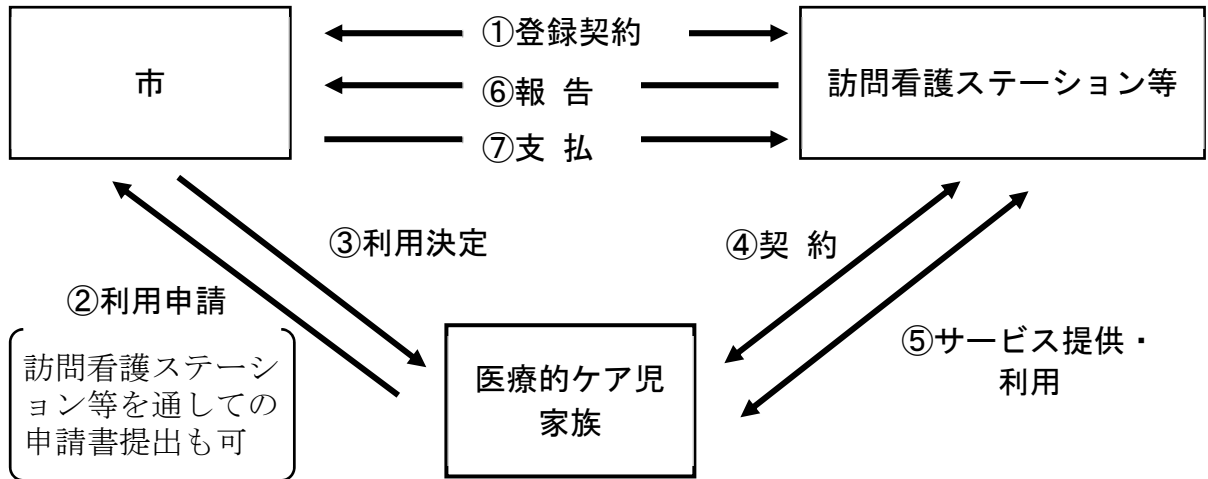 市
①登録契約
⑥報 告
⑦支 払
訪問看護ステーション等
③利用決定
④契 約
②利用申請
訪問看護ステーシ
ョン等を通しての
申請書提出も可
医療的ケア児
家族
⑤サービス提供・
利用